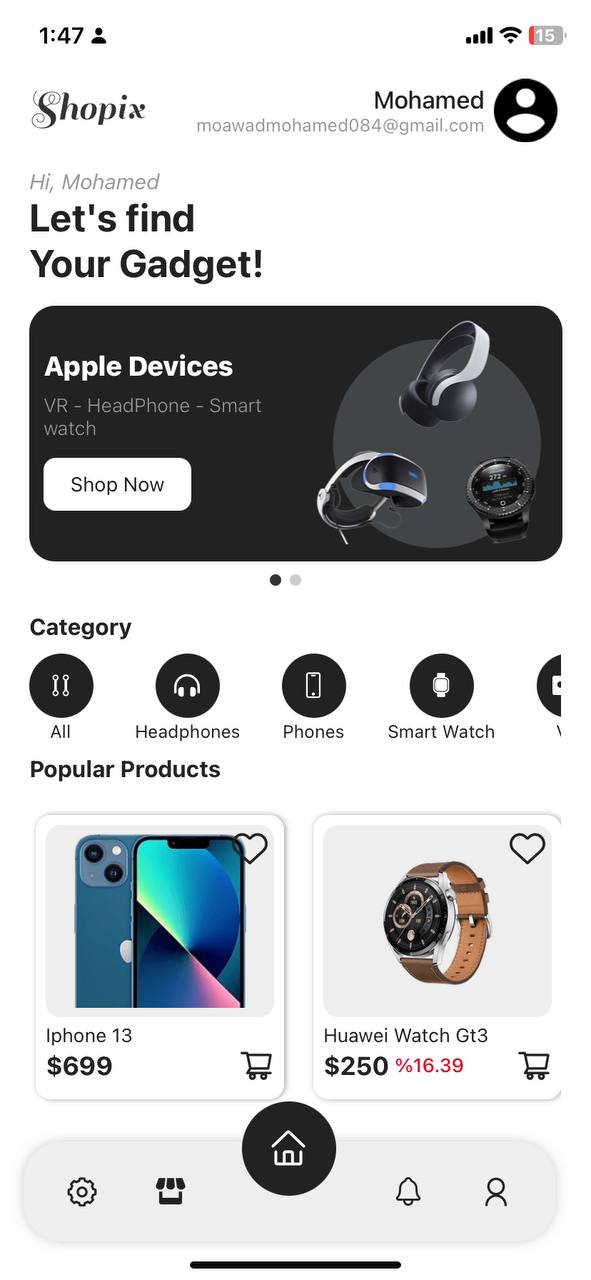 1:47
15
Shopix
Mohamed
moawadmohamed084@gmail.com
Hi, Mohamed
Let's find
Your Gadget!
Apple Devices
VR - HeadPhone - Smart
watch
Shop Now
272
Category
All
Headphones
Phones
Smart Watch
V
Popular Products
Iphone 13
$699
Huawei Watch Gt3
$250 %16.39